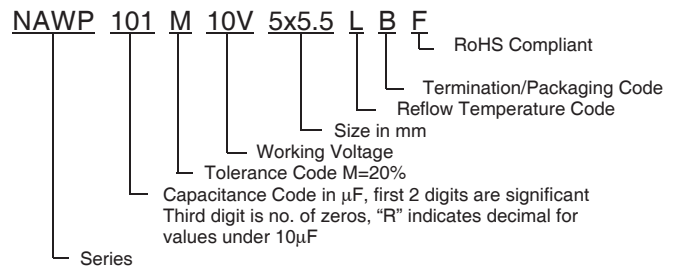 NAWP 101 M 10V 5x5.5 L B F
RoHS Compliant
Termination/Packaging Code
Reflow Temperature Code
Size in mm
Working Voltage
Tolerance Code M=20%
Capacitance Code in μF, first 2 digits are significant
Third digit is no. of zeros, “R” indicates decimal for
values under 10μF
Series